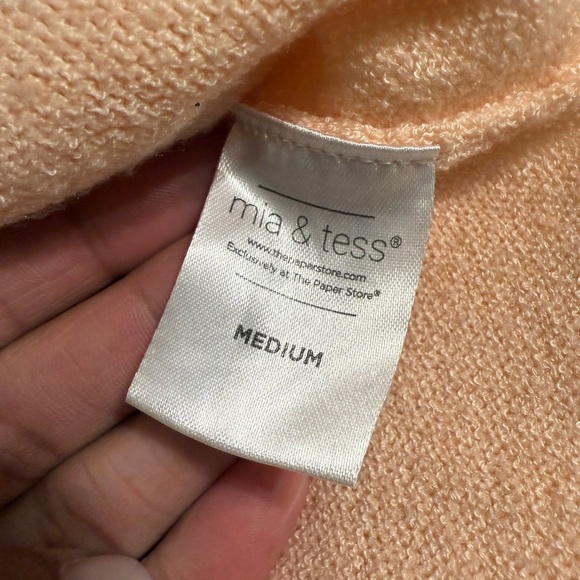 mia & tess®
www.thepaperstore.com
Exclusively at The Paper Store®
MEDIUM